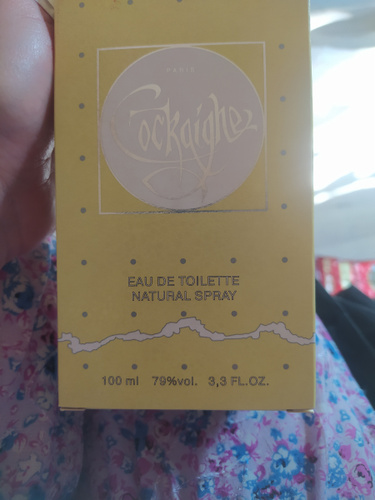 PARIS
Cockaigne
EAU DE TOILETTE
NATURAL SPRAY
100 ml 79%vol. 3,3 FL.OZ.